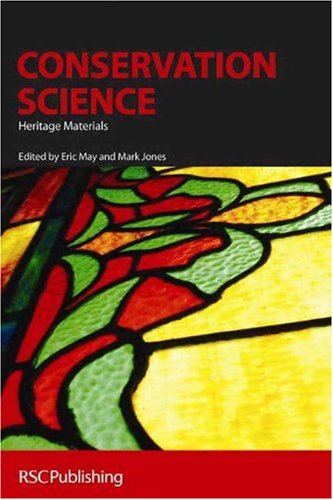 CONSERVATION
SCIENCE
Heritage Materials
Edited by Eric May and Mark Jones
RSCPublishing